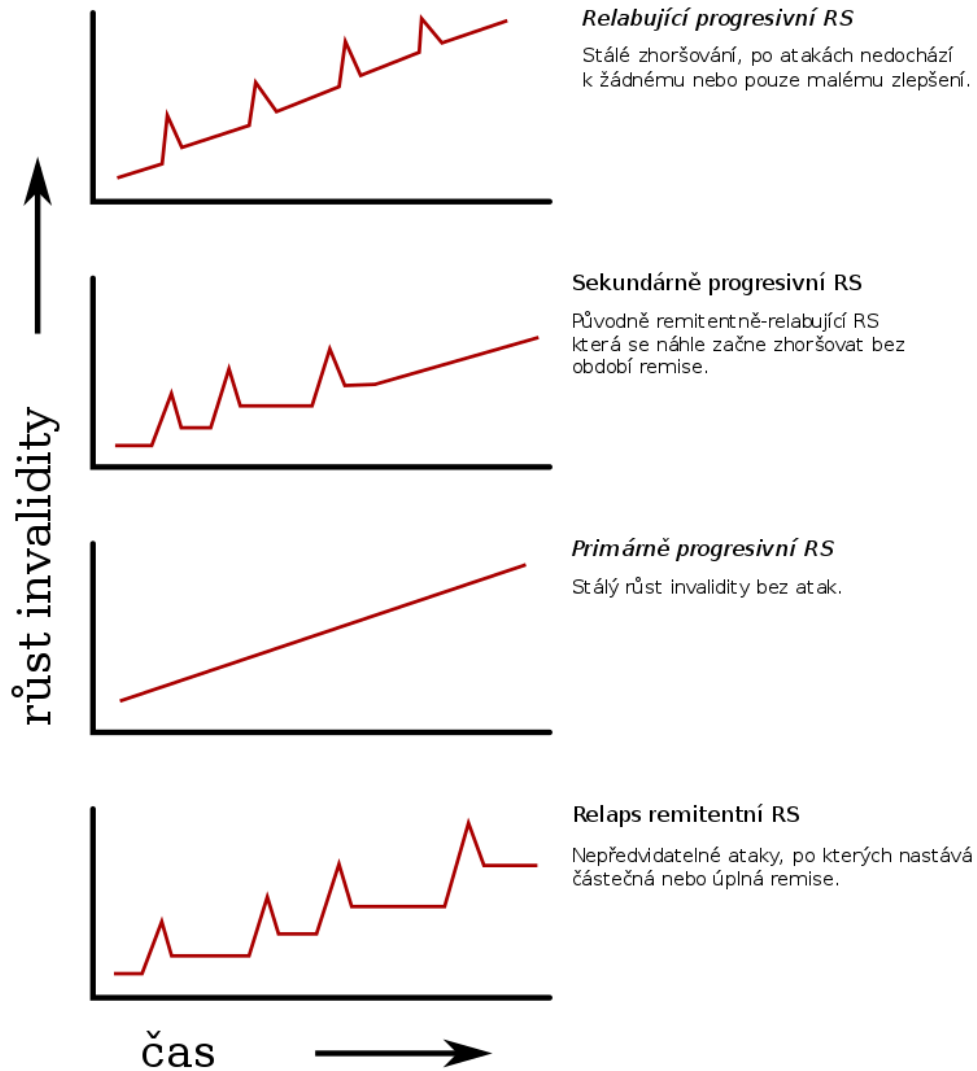 Relabující progresivní RS
Stálé zhoršování, po atakách nedochází
k žádnému nebo pouze malému zlepšení.
Sekundárně progresivní RS
Původně remitentně-relabující RS
která se náhle začne zhoršovat bez
období remise.
růst invalidity
Primárně progresivní RS
Stálý růst invalidity bez atak.
Relaps remitentní RS
Nepředvidatelné ataky, po kterých nastává
částečná nebo úplná remise.
čas